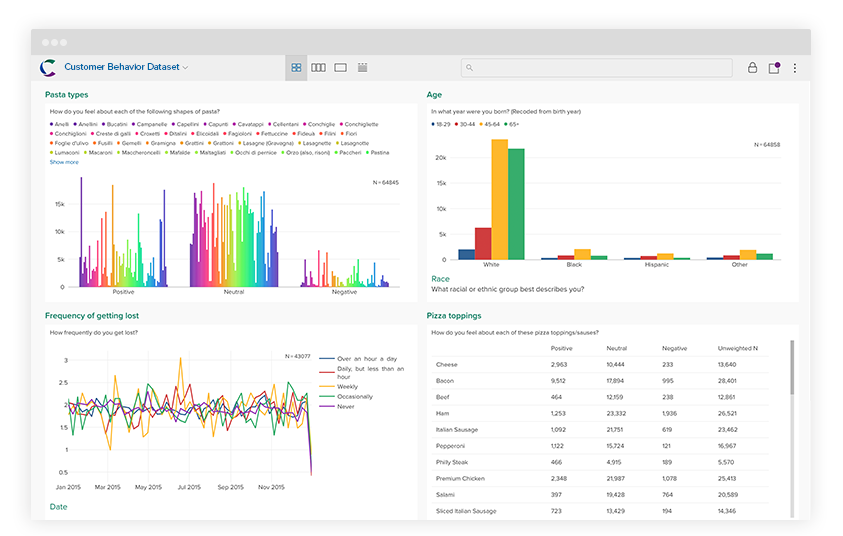 Customer Behavior Dataset
Pasta types
How do you feel about each of the following shapes of pasta?
Anelli Anellini Bucatini Campanelle Capellini Capunti Cavatappi Cellentani Conchiglie Conchigliette
Conchiglioni Creste di galli Croxetti Ditalini Elicoidali Fagioloni Fettuccine Fideuà Frikni Fiori
Foglie d'ulivo Fusilli Gemelli Gramigna Grattini Grattoni Lasagne (Gravogna) Lasagnette Lasagnotte
Lumaconi Macaroni Maccheroncelli Mafalde Maltagliati Occhi di pernice Orzo (also, risoni) Paccheri Pastina
Show more
N = 64845
15k
10k
5k
0
Positive Neutral Negative
Age
In what year were you born? (Recoded from birth year)
18-29 30-44 45-64 65+
N = 64858
20k
15k
10k
5k
0
White Black Hispanic Other
Race
What racial or ethnic group best describes you?
Frequency of getting lost
How frequently do you get lost?
N = 43077
3
2.5
2
1.5
1
0.5
Jan 2015 Mar 2015 May 2015 Jul 2015 Sep 2015 Nov 2015
Date
Over an hour a day
Daily, but less than an
hour
Weekly
Occasionally
Never
Pizza toppings
How do you feel about each of these pizza toppings/sauses?
Positive Neutral Negative Unweighted N
Cheese 2,963 10,444 233 13,640
Bacon 9,512 17,894 995 28,401
Beef 464 12,159 238 12,861
Ham 1,253 23,332 1,936 26,521
Italian Sausage 1,092 21,751 619 23,462
Pepperoni 1,122 15,724 121 16,967
Philly Steak 466 4,915 189 5,570
Premium Chicken 2,348 21,987 1,078 25,413
Salami 397 19,428 764 20,589
Sliced Italian Sausage 723 13,429 194 14,346